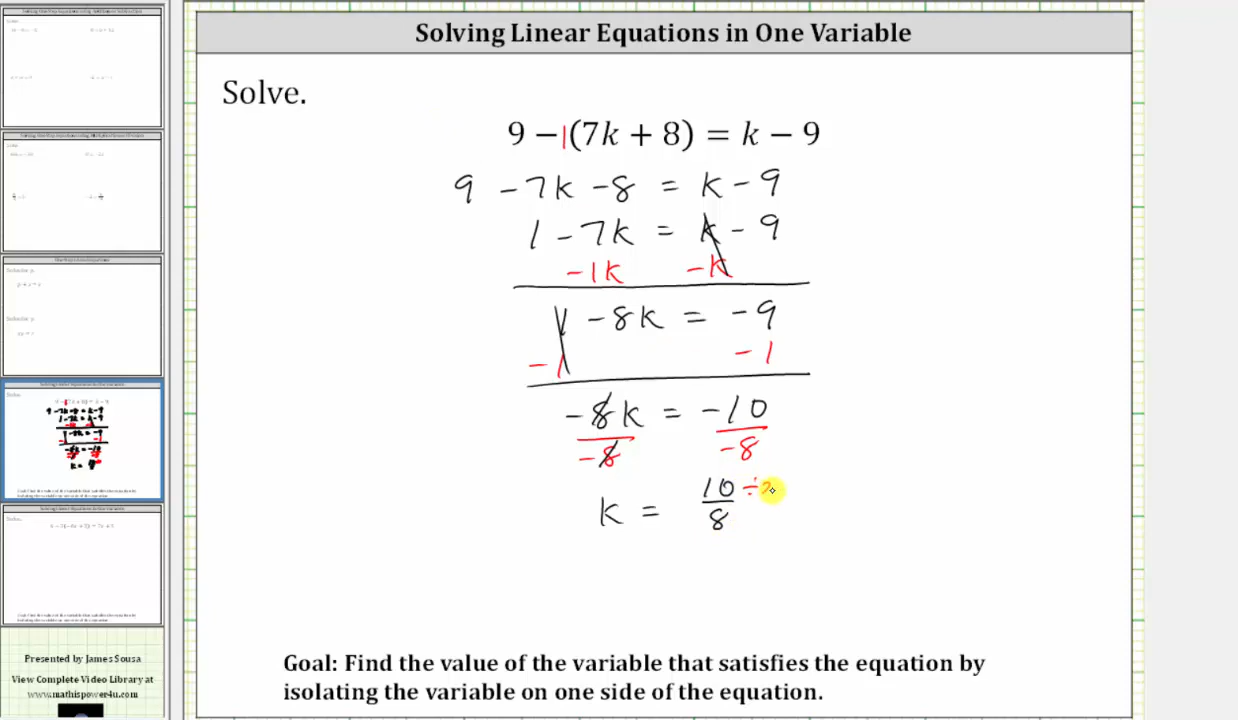 Solving Linear Equations in One Variable
Solve.
9 − 1(7k + 8) = k − 9
9 - 7k - 8 = k - 9
1 - 7k = k - 9
-1k -k
1 - 8k = -9
-1 -1
-8k = -10
-8 -8
k = 10/8 ÷
Goal: Find the value of the variable that satisfies the equation by
isolating the variable on one side of the equation.
Presented by James Sousa
View Complete Video Library at
www.mathispower4u.com